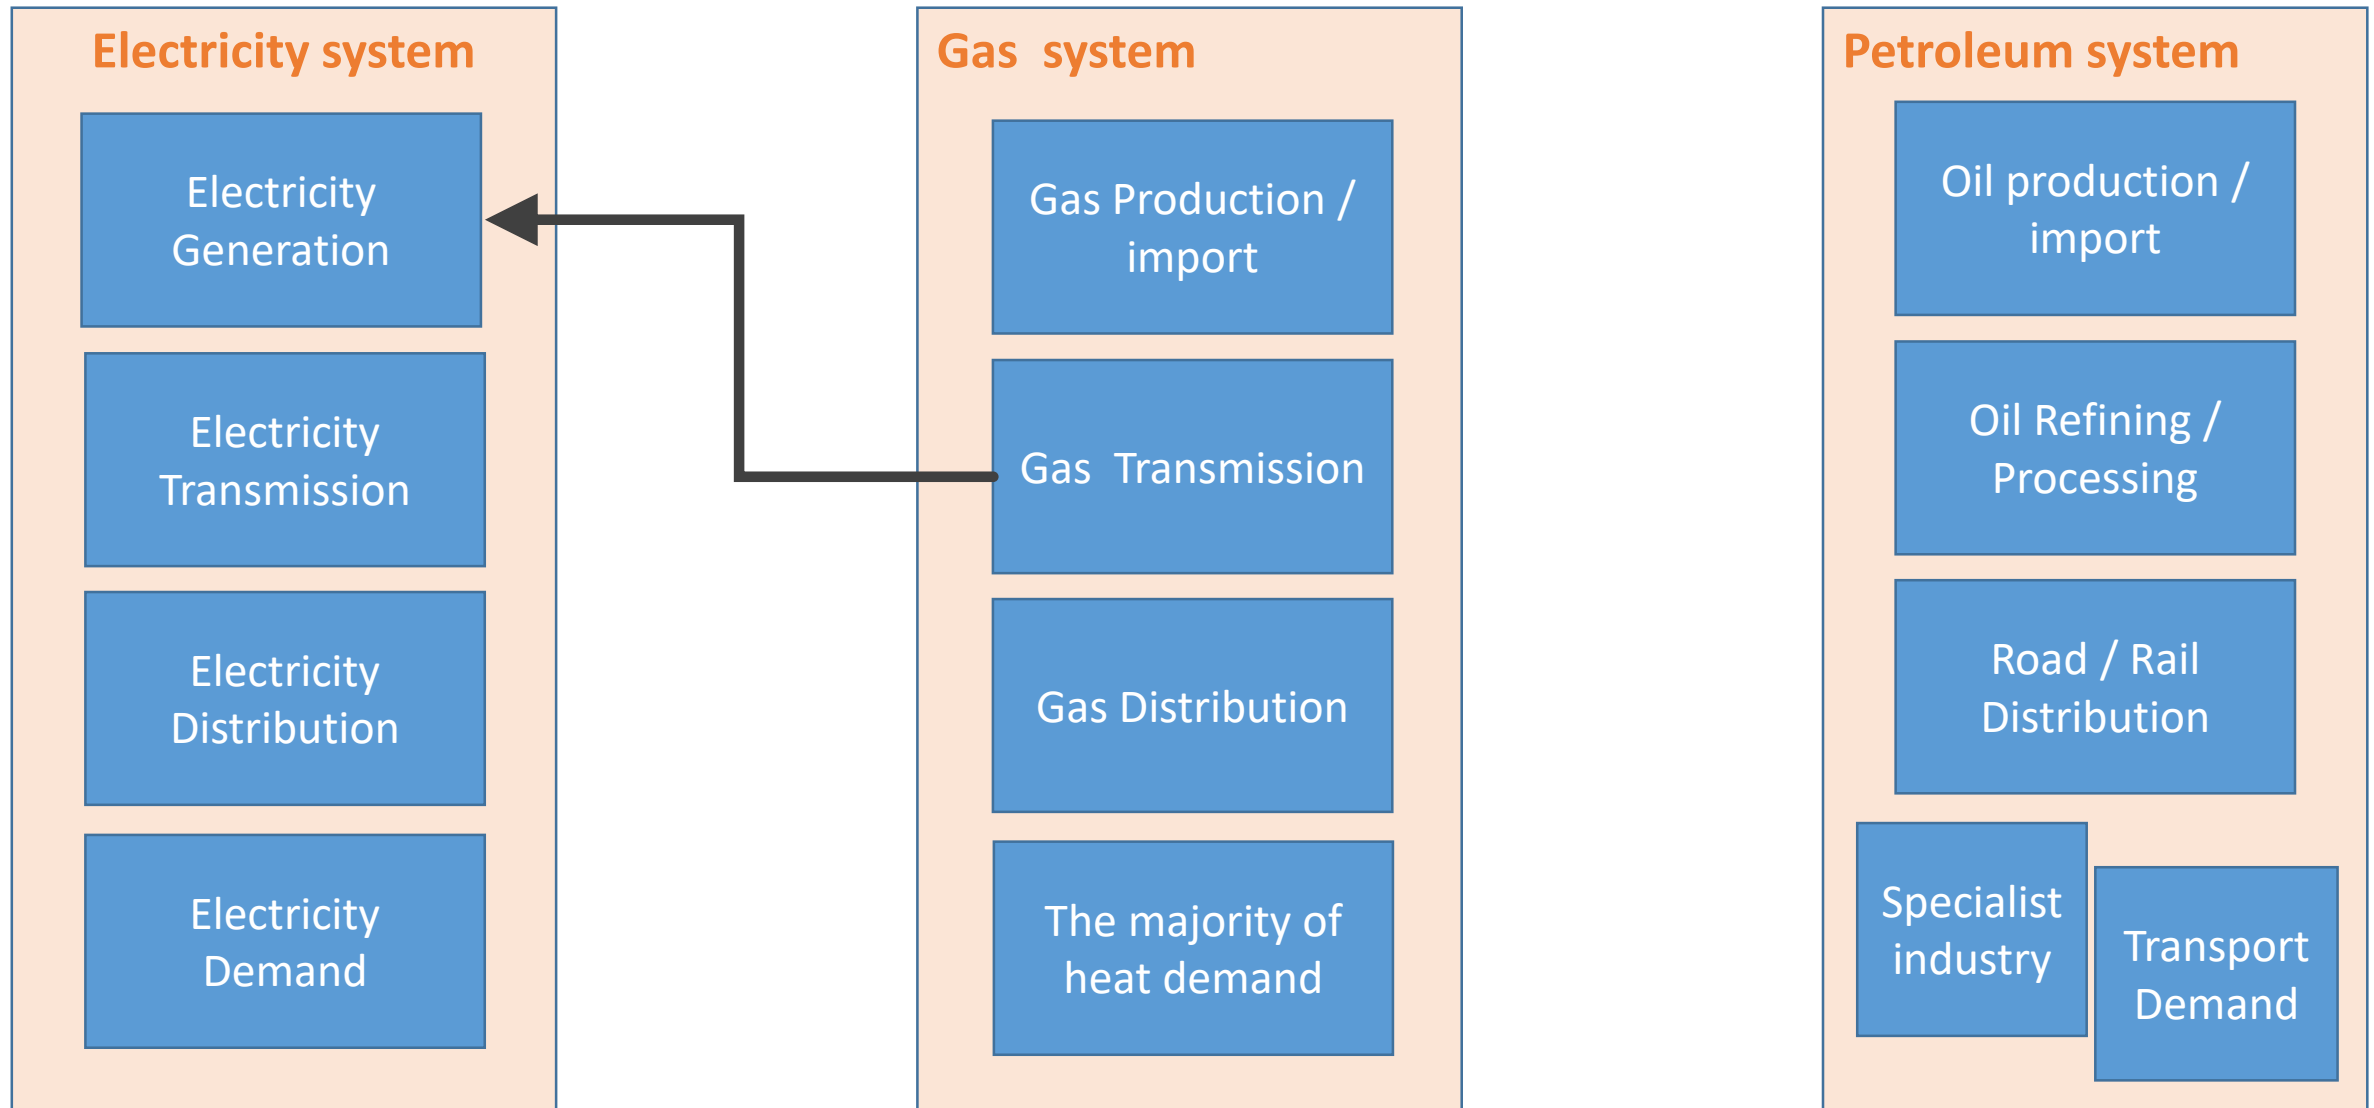 Electricity system
Electricity
Generation
Electricity
Transmission
Electricity
Distribution
Electricity
Demand
Gas  system
Gas Production /
import
Gas  Transmission
Gas Distribution
The majority of
heat demand
Petroleum system
Oil production /
import
Oil Refining /
Processing
Road / Rail
Distribution
Specialist
industry
Transport
Demand